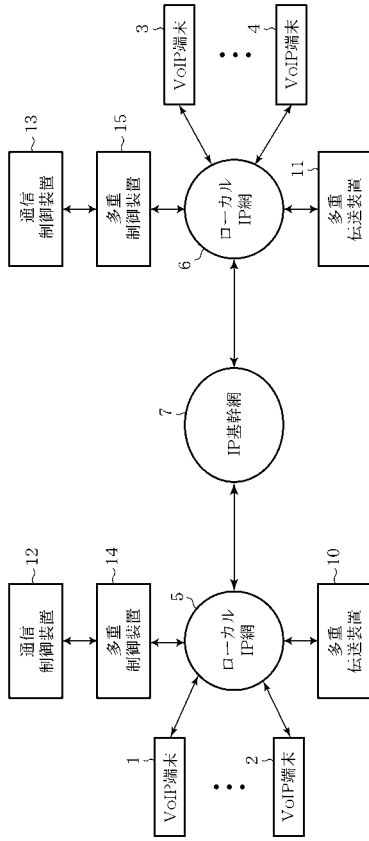 12
通信
制御装置
14
多重
制御装置
5
ローカル
IP網
1
VoIP端末
2
VoIP端末
10
多重
伝送装置
7
IP基幹網
13
通信
制御装置
15
多重
制御装置
6
ローカル
IP網
3
VoIP端末
4
VoIP端末
11
多重
伝送装置